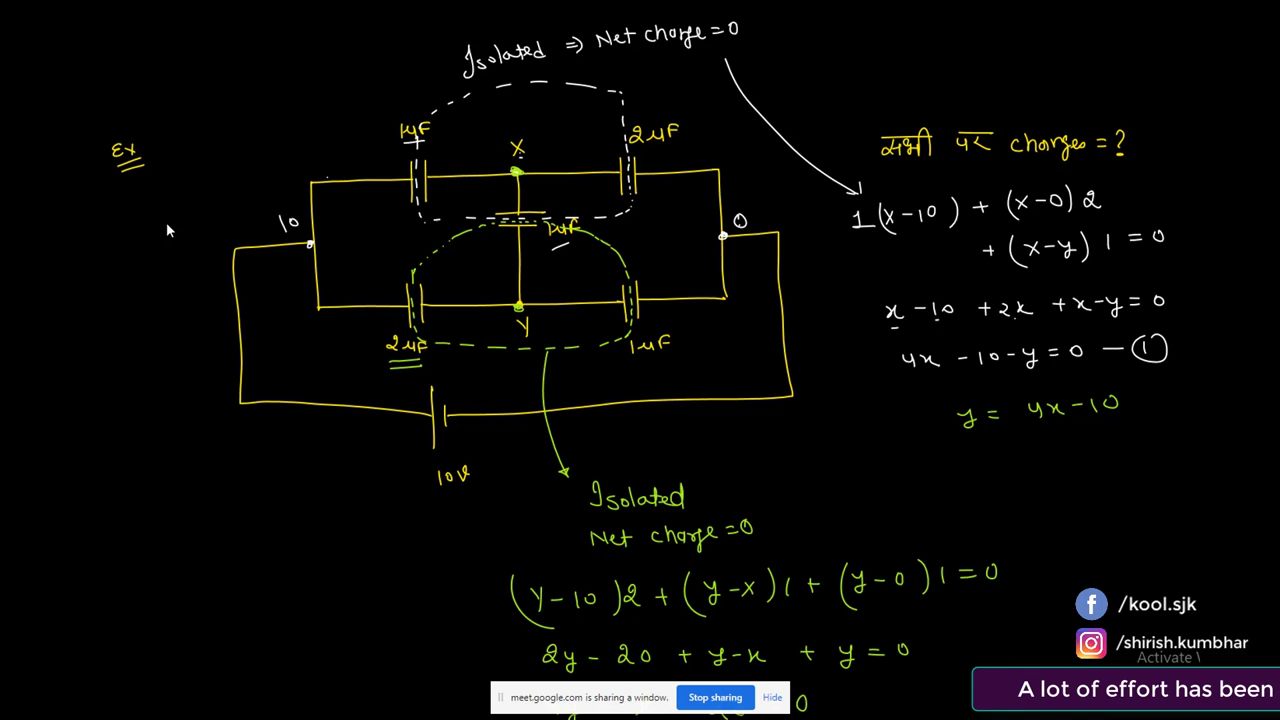 Isolated ⇒ Net charge = 0
Ex
1μF
X
2μF
सभी पर charges = ?
10
1μF
0
1(x-10) + (x-0) 2
+ (x-y) 1 = 0
x - 10 + 2x + x - y = 0
4x - 10 - y = 0 - ①
y = 4x - 10
2μF
Y
1μF
10V
Isolated
Net charge = 0
(y-10)2 + (y-x)1 + (y-0)1 = 0
2y - 20 + y - x + y = 0
/kool.sjk
/shirish.kumbhar
Activate
A lot of effort has been
meet.google.com is sharing a window.
Stop sharing
Hide